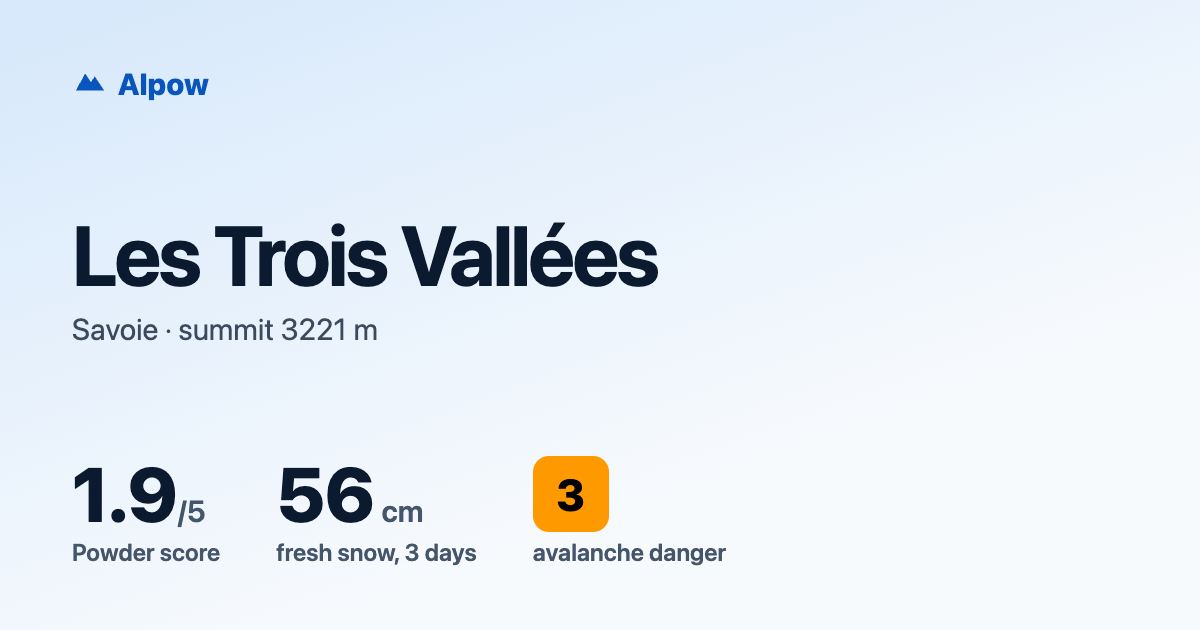 Alpow
Les Trois Vallées
Savoie · summit 3221 m
1.9/5
Powder score
56 cm
fresh snow, 3 days
3
avalanche danger